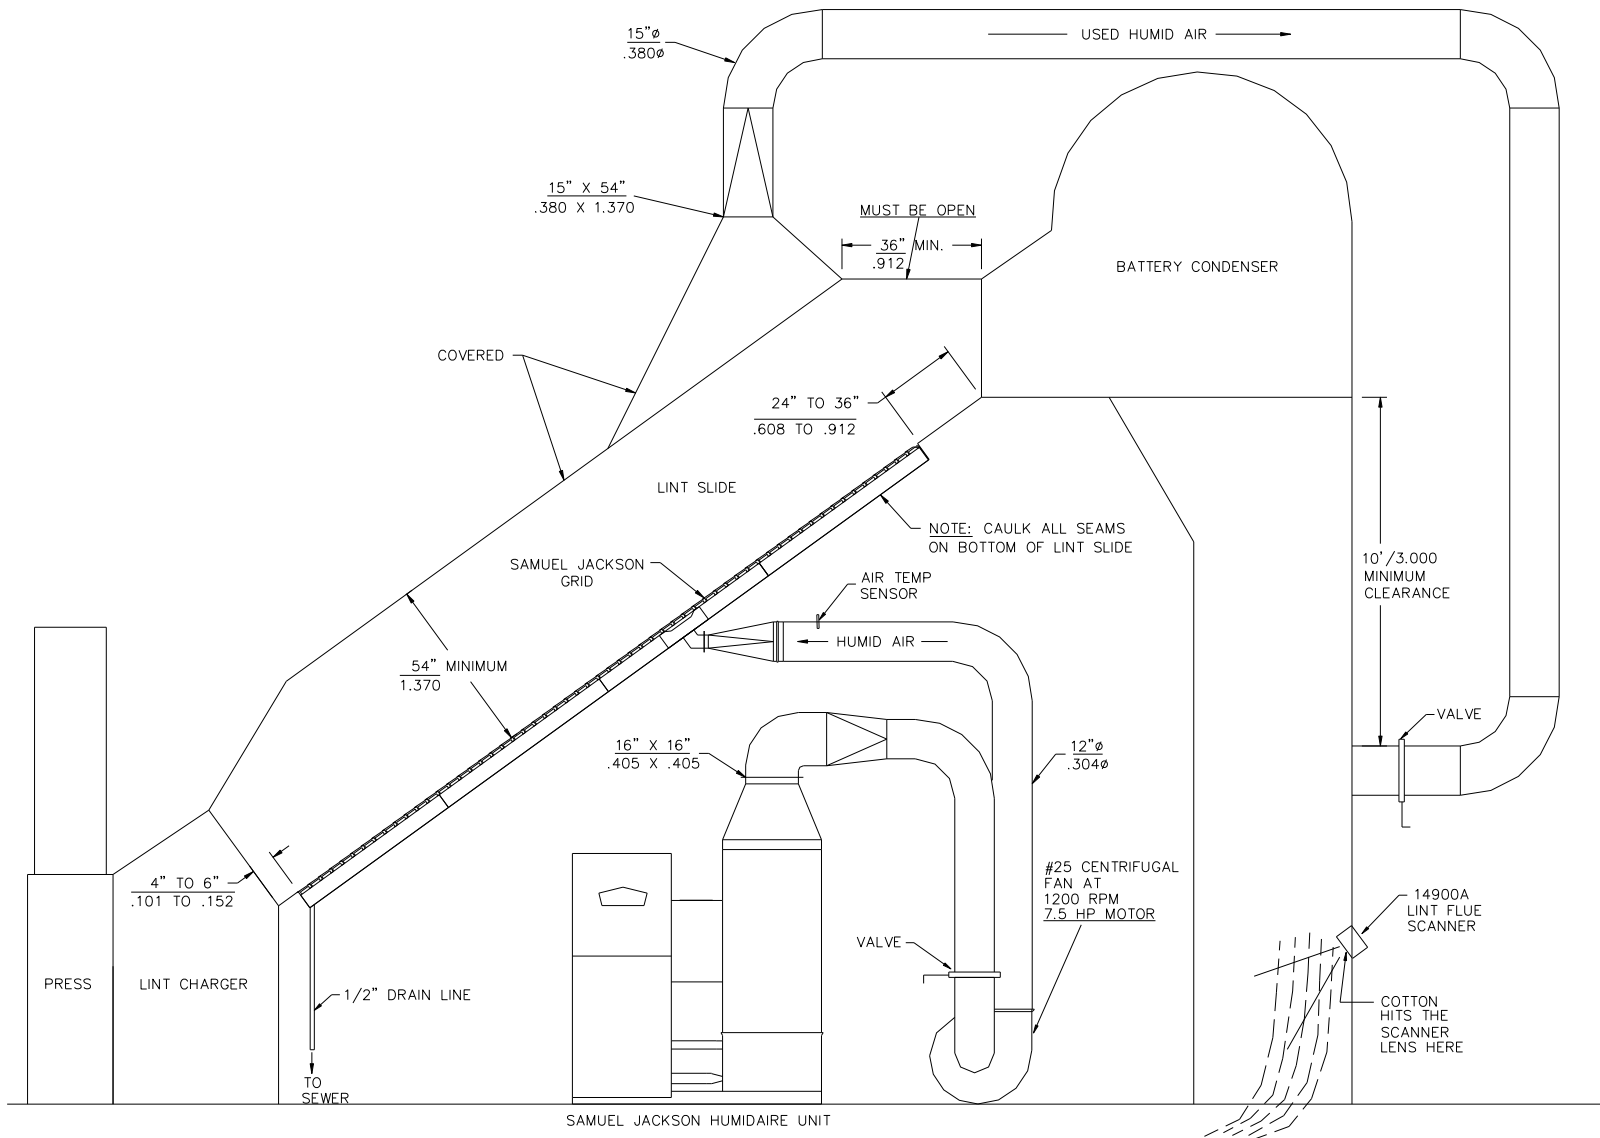 15"ø
.380ø
USED HUMID AIR
15" X 54"
.380 X 1.370
MUST BE OPEN
36" MIN.
.912
BATTERY CONDENSER
COVERED
24" TO 36"
.608 TO .912
LINT SLIDE
NOTE: CAULK ALL SEAMS
ON BOTTOM OF LINT SLIDE
SAMUEL JACKSON
GRID
AIR TEMP
SENSOR
10'/3.000
MINIMUM
CLEARANCE
HUMID AIR
54" MINIMUM
1.370
VALVE
16" X 16"
.405 X .405
12"ø
.304ø
4" TO 6"
.101 TO .152
#25 CENTRIFUGAL
FAN AT
1200 RPM
7.5 HP MOTOR
14900A
LINT FLUE
SCANNER
VALVE
PRESS
LINT CHARGER
1/2" DRAIN LINE
COTTON
HITS THE
SCANNER
LENS HERE
TO
SEWER
SAMUEL JACKSON HUMIDAIRE UNIT